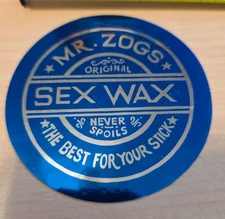 MR. ZOGS
ORIGINAL
SEX WAX
NEVER
SPOILS
THE BEST FOR YOUR STICK